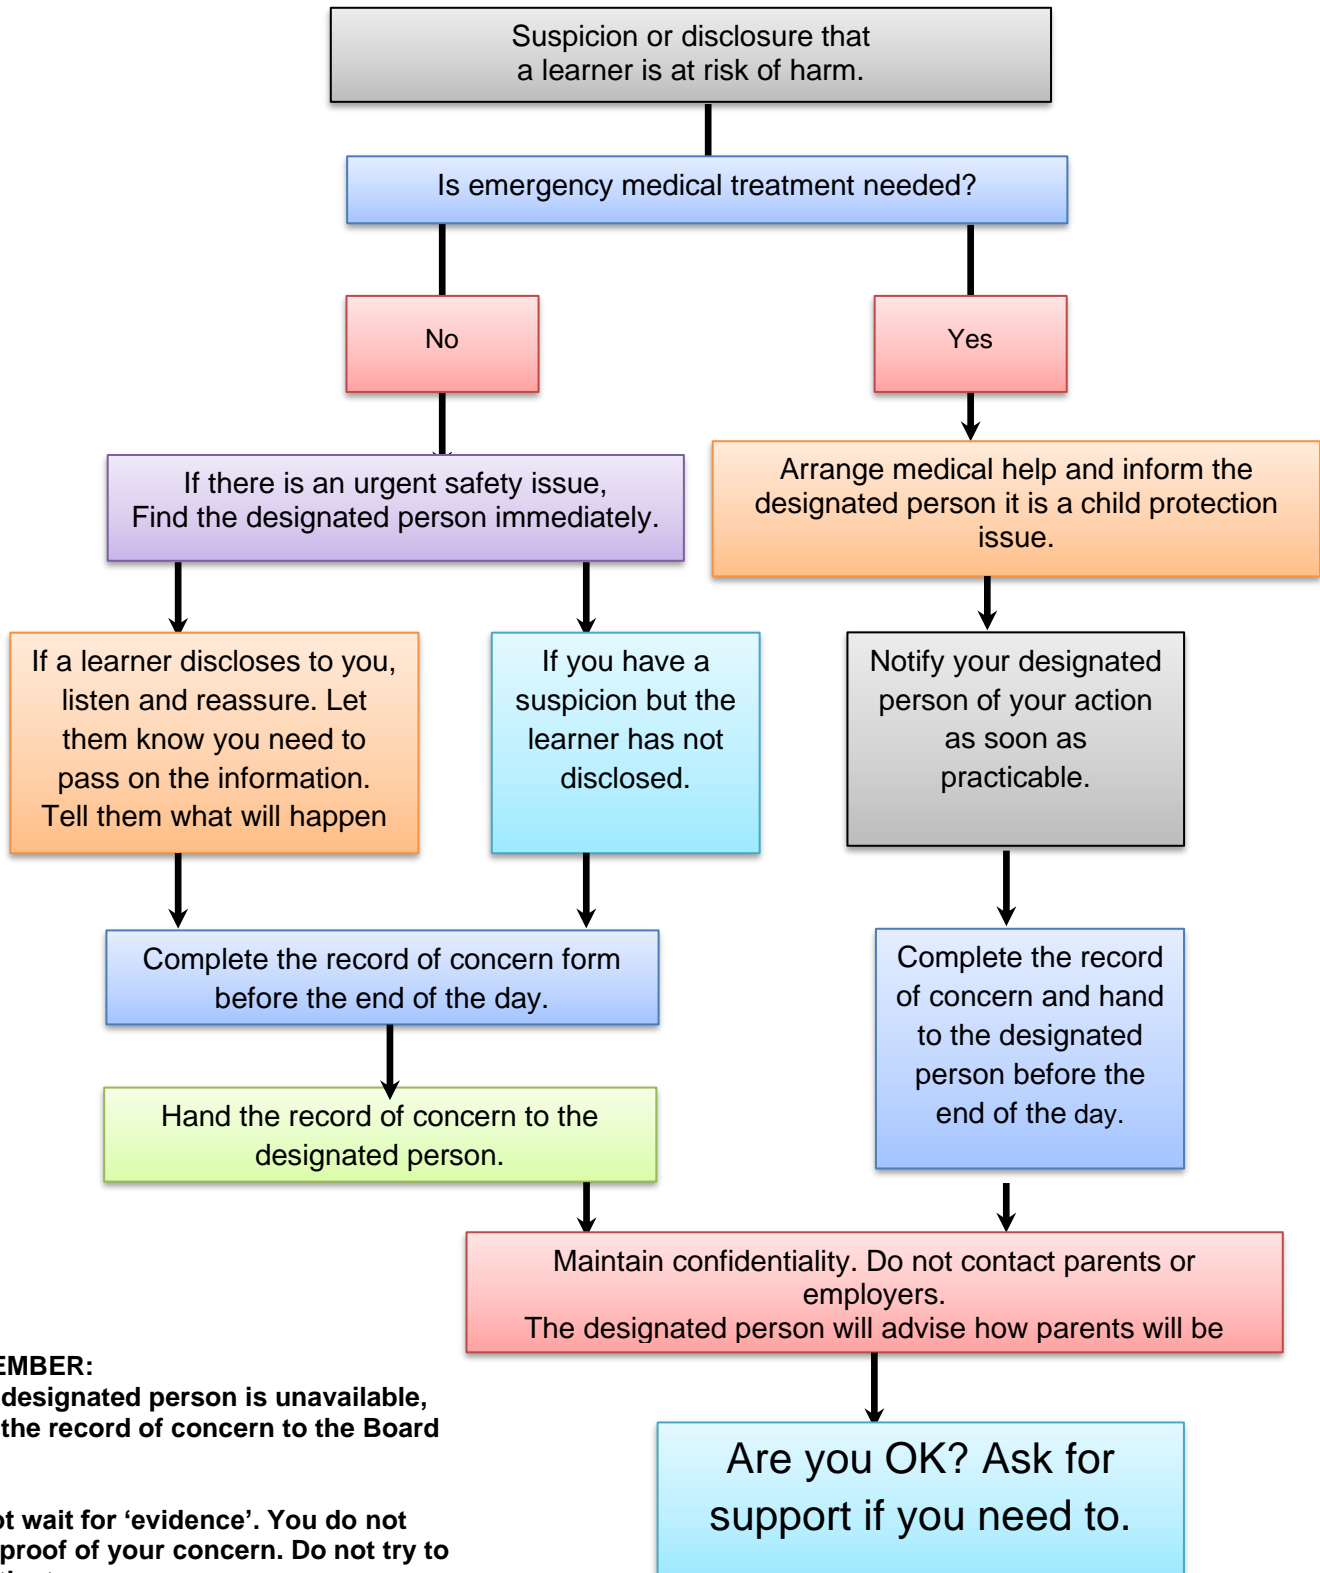 Suspicion or disclosure that
a learner is at risk of harm.
Is emergency medical treatment needed?
No
Yes
If there is an urgent safety issue,
Find the designated person immediately.
Arrange medical help and inform the
designated person it is a child protection
issue.
If a learner discloses to you,
listen and reassure. Let
them know you need to
pass on the information.
Tell them what will happen
If you have a
suspicion but the
learner has not
disclosed.
Notify your designated
person of your action
as soon as
practicable.
Complete the record of concern form
before the end of the day.
Complete the record
of concern and hand
to the designated
person before the
end of the day.
Hand the record of concern to the
designated person.
Maintain confidentiality. Do not contact parents or
employers.
The designated person will advise how parents will be
EMBER:
designated person is unavailable,
the record of concern to the Board
ot wait for ‘evidence’. You do not
proof of your concern. Do not try to
Are you OK? Ask for
support if you need to.